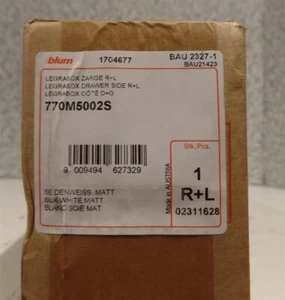 blum
1704677
BAU 2327-1
BAU21423
LEGRABOX ZARGE R+L
LEGRABOX DRAWER SIDE R+L
LEGRABOX CÔTÉ D+G
770M5002S
Stk./Pcs.
1
R+L
02311628
Made in AUSTRIA
9 009494 627329
SEIDENWEISS MATT
SILK WHITE MATT
BLANC SOIE MAT